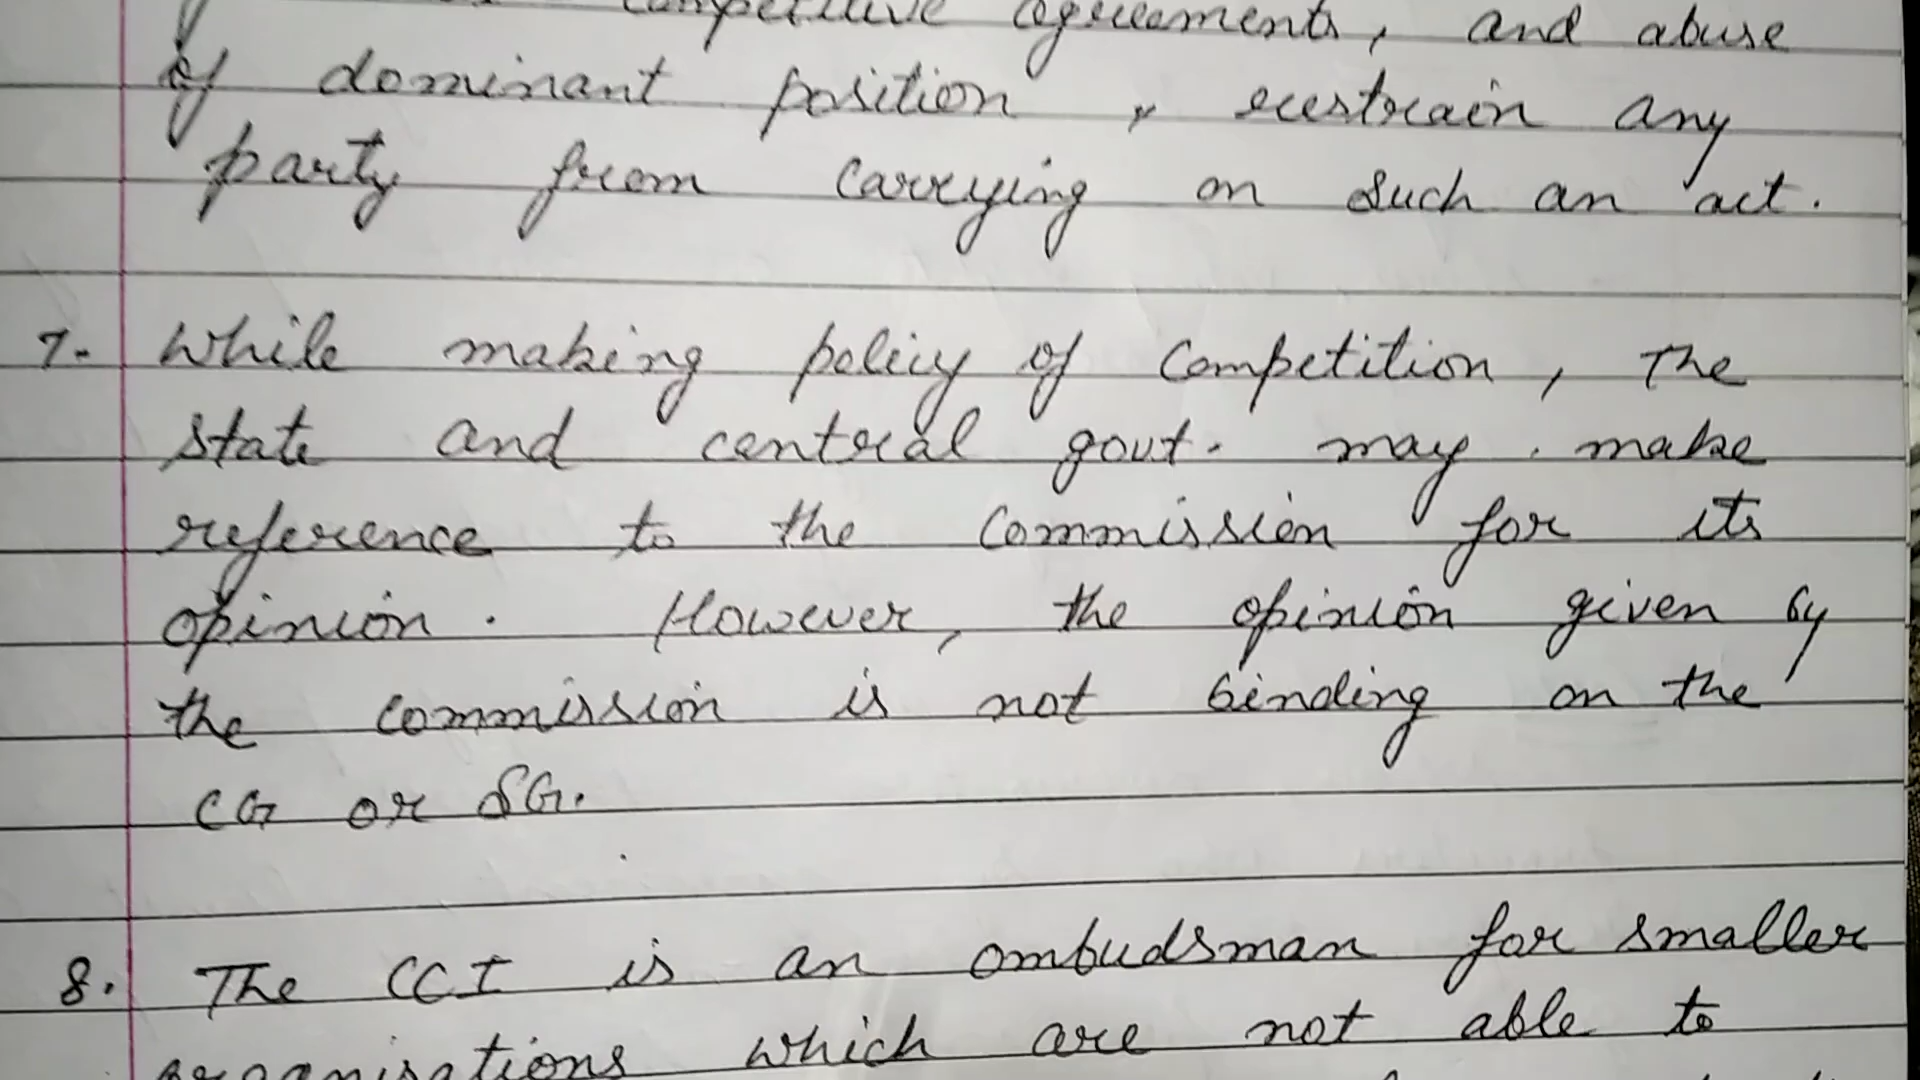 competitive agreements, and abuse
of dominant position, restrain any
party from carrying on such an act.
7. While making policy of competition, the
state and central govt. may make
reference to the commission for its
opinion. However, the opinion given by
the commission is not binding on the
CG or SG.
8. The CCI is an ombudsman for smaller
organisations which are not able to